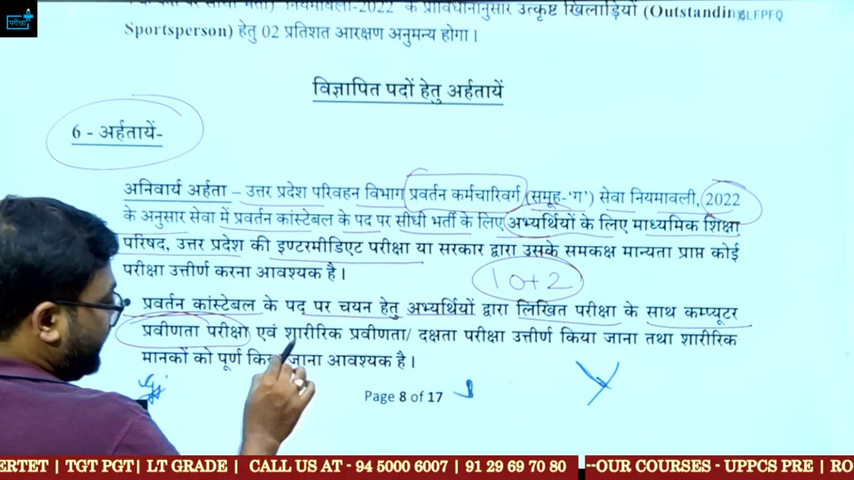 परीक्षा
नियमावली-2022 के प्राविधानानुसार उत्कृष्ट खिलाड़ियों (Outstandin
LFPFQ
Sportsperson) हेतु 02 प्रतिशत आरक्षण अनुमन्य होगा।
विज्ञापित पदों हेतु अर्हतायें
6 - अर्हतायें-
अनिवार्य अर्हता – उत्तर प्रदेश परिवहन विभाग प्रवर्तन कर्मचारिवर्ग (समूह-'ग') सेवा नियमावली, 2022
के अनुसार सेवा में प्रवर्तन कांस्टेबल के पद पर सीधी भर्ती के लिए अभ्यर्थियों के लिए माध्यमिक शिक्षा
परिषद, उत्तर प्रदेश की इण्टरमीडिएट परीक्षा या सरकार द्वारा उसके समकक्ष मान्यता प्राप्त कोई
परीक्षा उत्तीर्ण करना आवश्यक है।
10+2
• प्रवर्तन कांस्टेबल के पद पर चयन हेतु अभ्यर्थियों द्वारा लिखित परीक्षा के साथ कम्प्यूटर
प्रवीणता परीक्षा एवं शारीरिक प्रवीणता/ दक्षता परीक्षा उत्तीर्ण किया जाना तथा शारीरिक
मानकों को पूर्ण किया जाना आवश्यक है।
Page 8 of 17
ERTET | TGT PGT| LT GRADE | CALL US AT - 94 5000 6007 | 91 29 69 70 80 --OUR COURSES - UPPCS PRE | RO